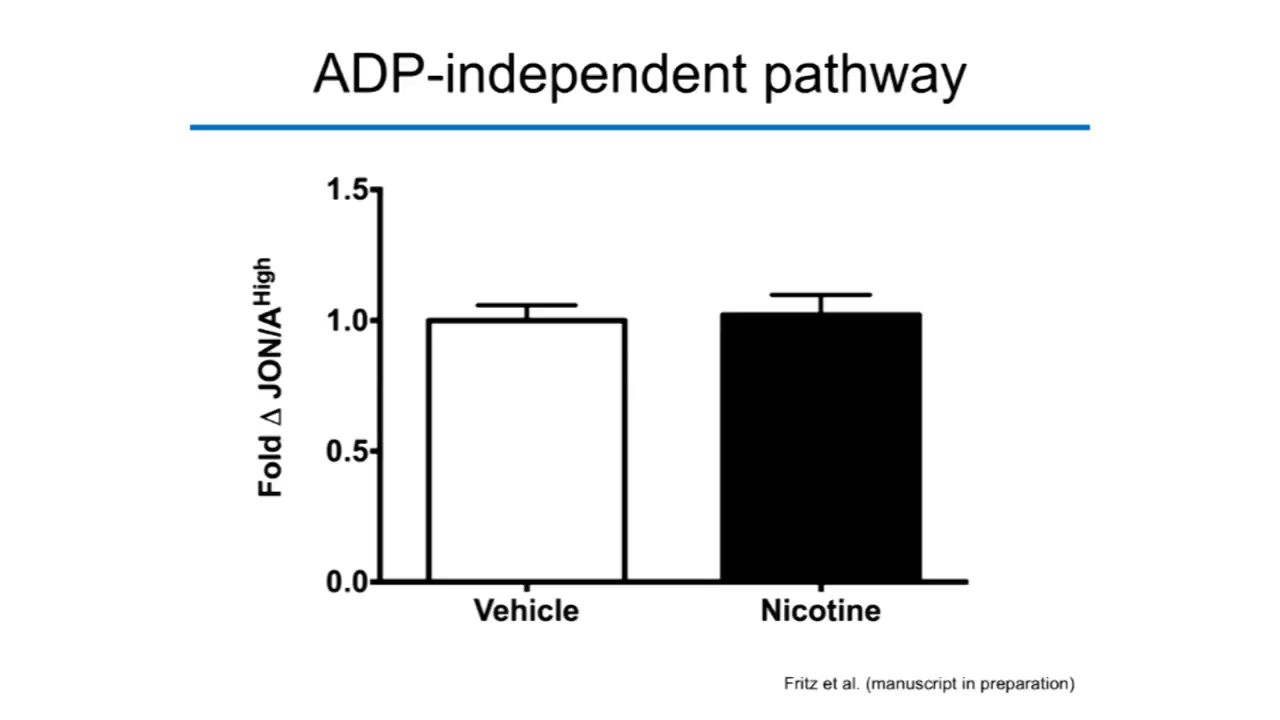 ADP-independent pathway
1.5
1.0
0.5
0.0
Fold Δ JON/A^High
Vehicle
Nicotine
Fritz et al. (manuscript in preparation)